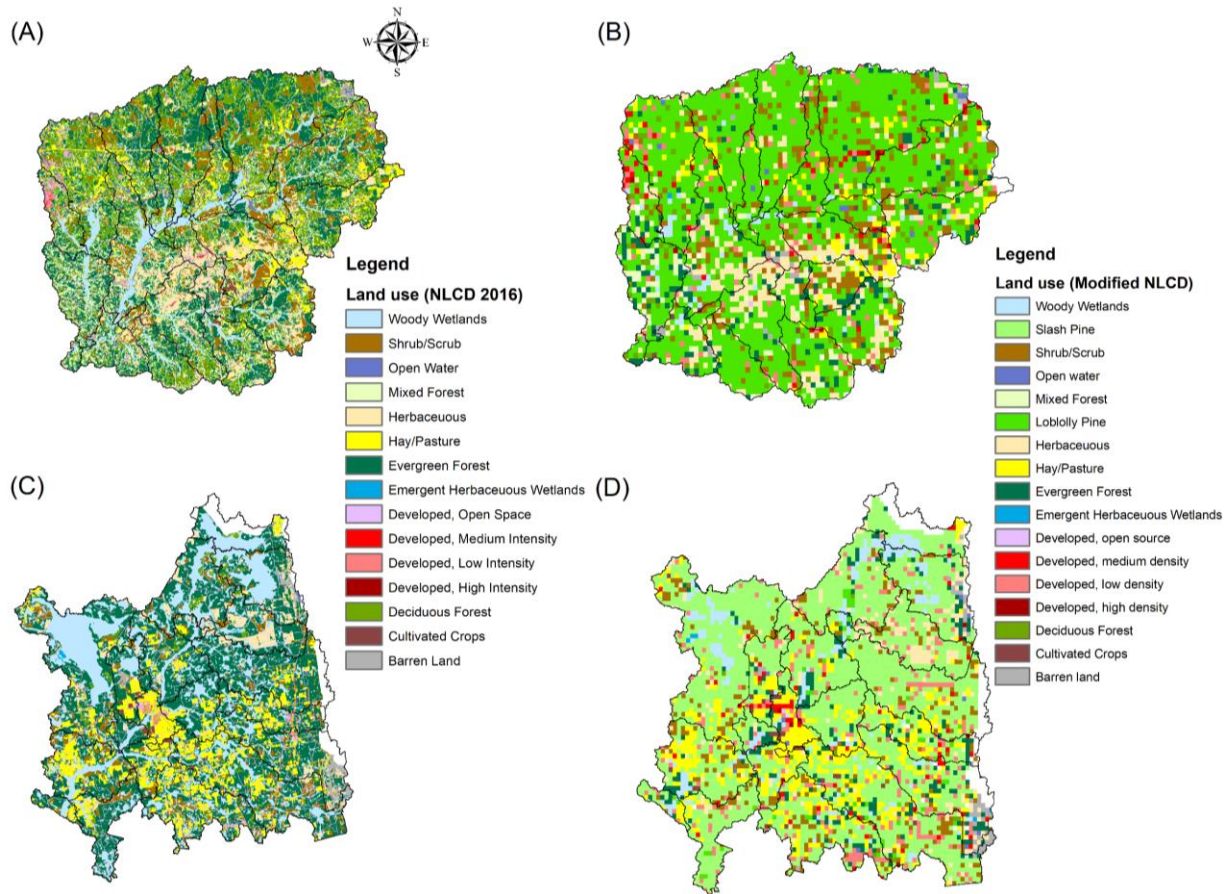 (A)
N
W
E
S
(B)
Legend
Land use (NLCD 2016)
Woody Wetlands
Shrub/Scrub
Open Water
Mixed Forest
Herbaceuous
Hay/Pasture
Evergreen Forest
Emergent Herbaceuous Wetlands
Developed, Open Space
Developed, Medium Intensity
Developed, Low Intensity
Developed, High Intensity
Deciduous Forest
Cultivated Crops
Barren Land
Legend
Land use (Modified NLCD)
Woody Wetlands
Slash Pine
Shrub/Scrub
Open water
Mixed Forest
Loblolly Pine
Herbaceuous
Hay/Pasture
Evergreen Forest
Emergent Herbaceuous Wetlands
Developed, open source
Developed, medium density
Developed, low density
Developed, high density
Deciduous Forest
Cultivated Crops
Barren land
(C)
(D)